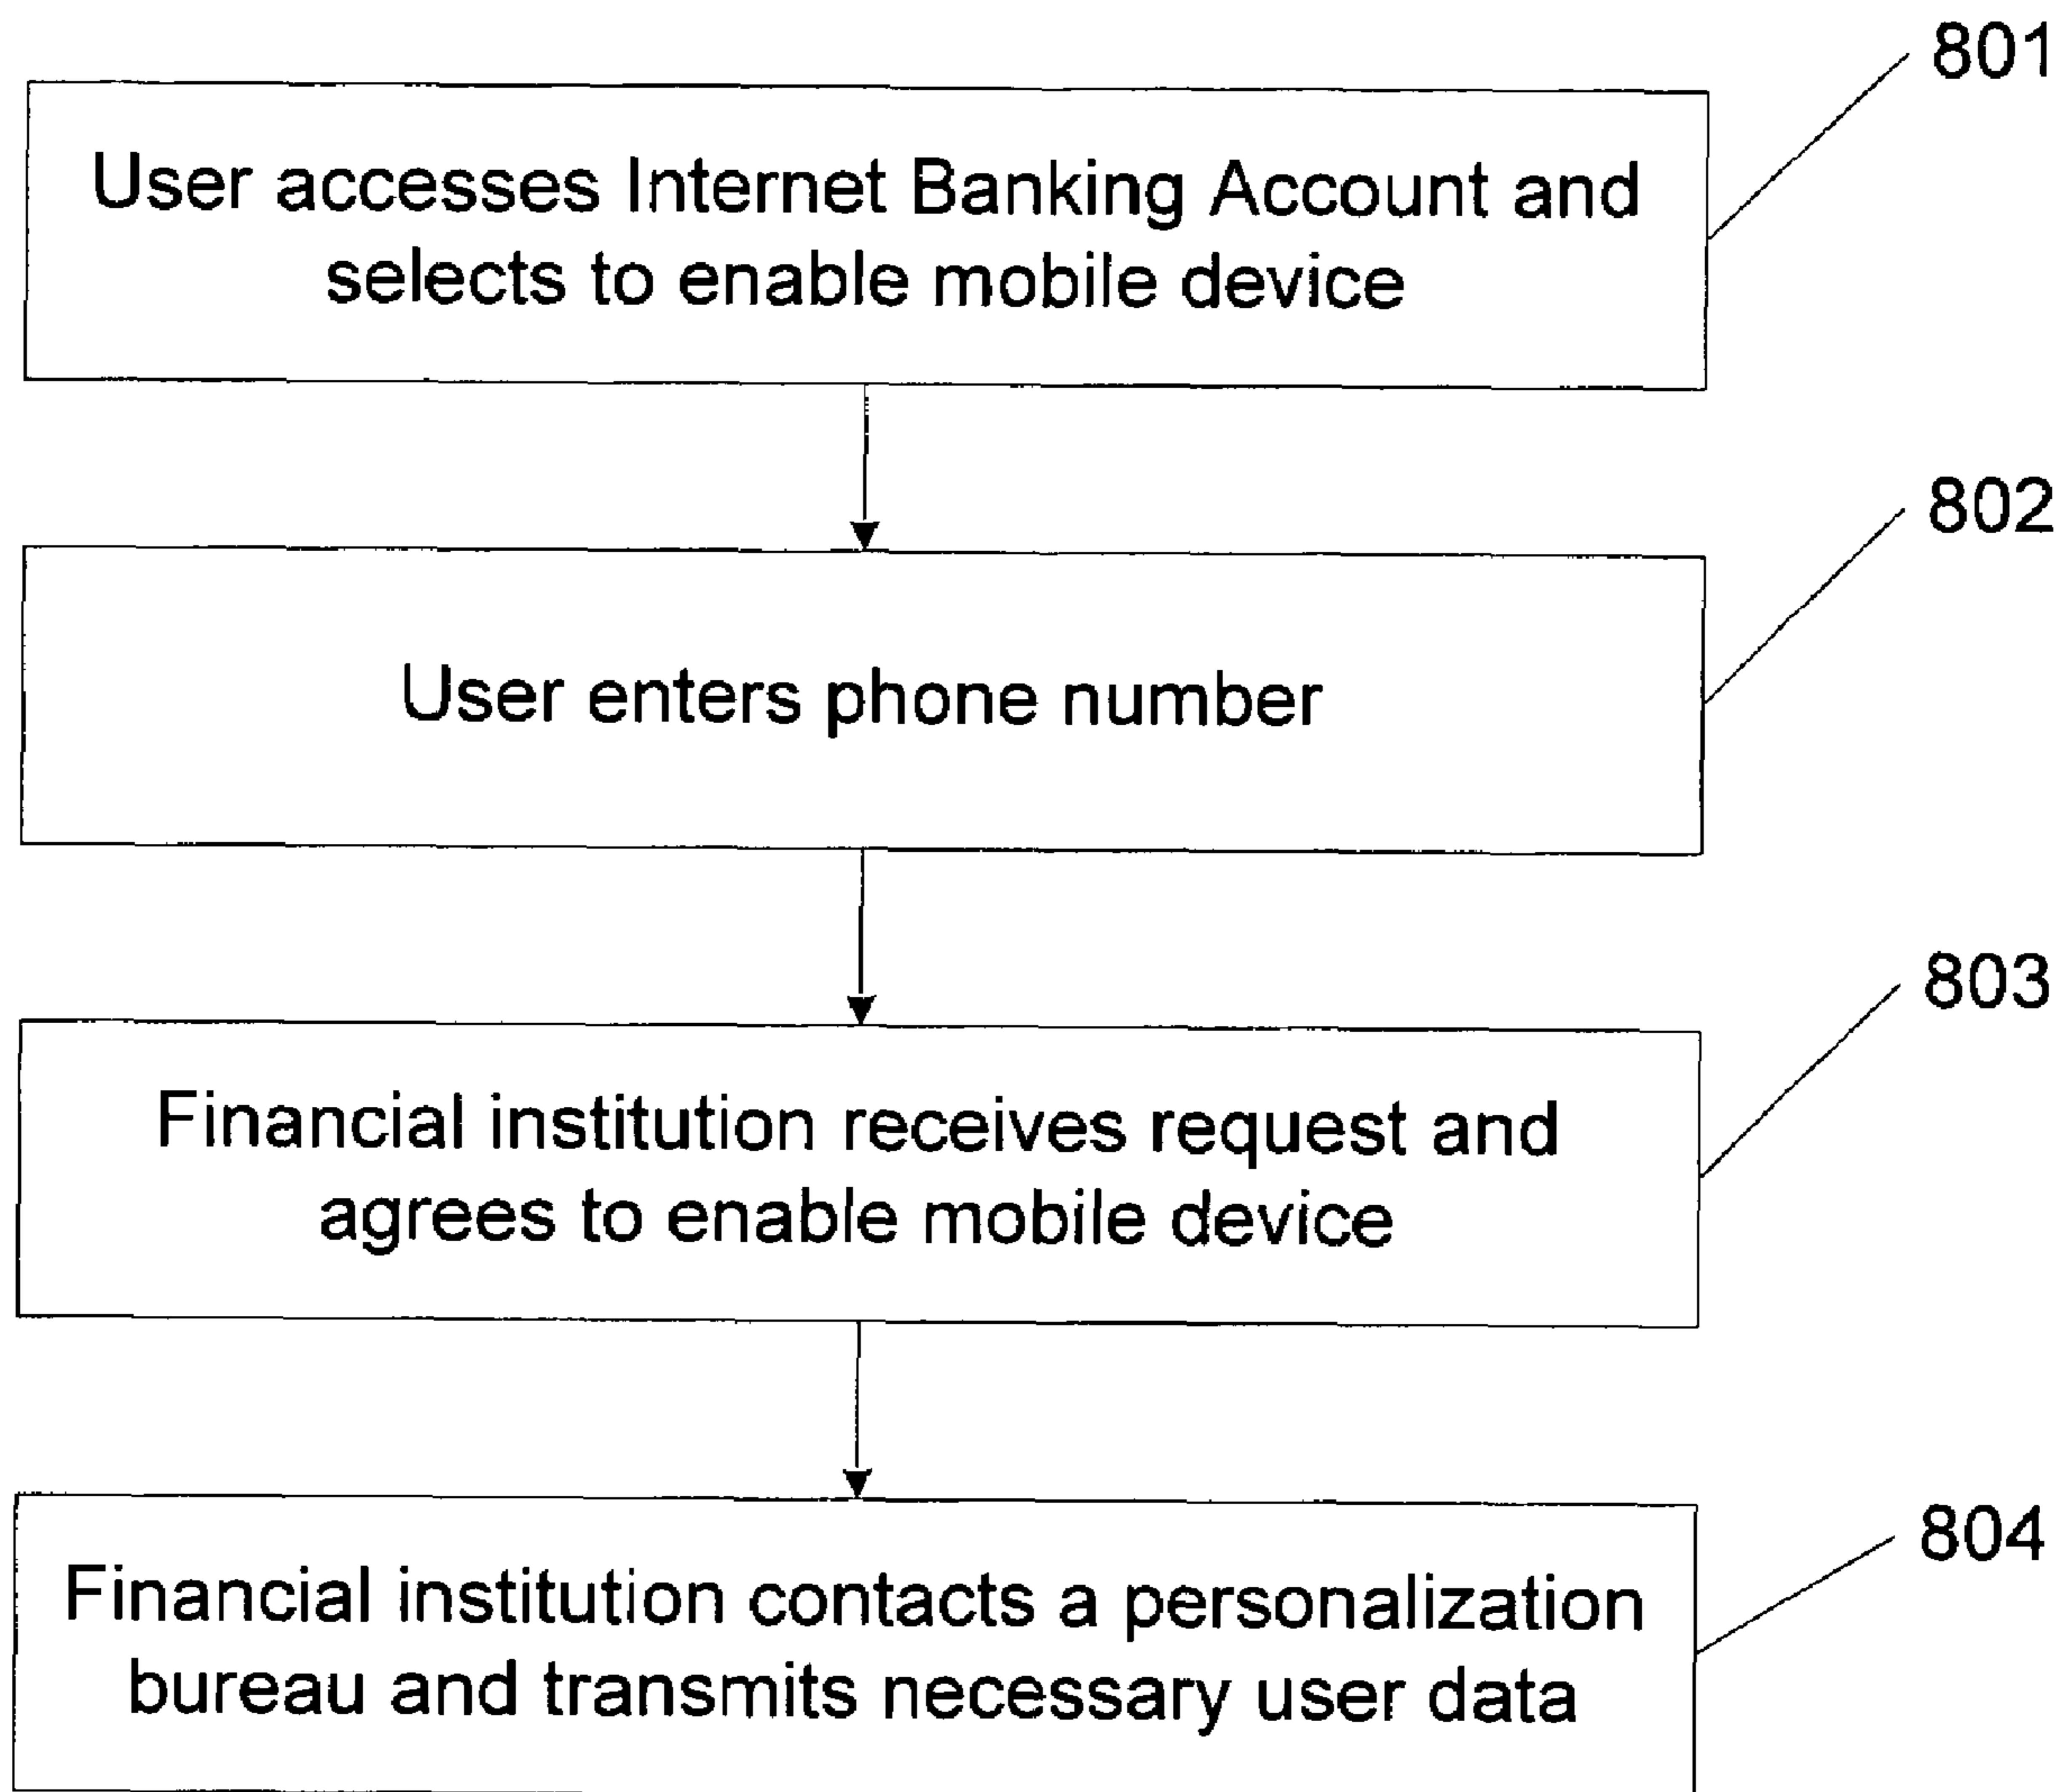 801
User accesses Internet Banking Account and
selects to enable mobile device
802
User enters phone number
803
Financial institution receives request and
agrees to enable mobile device
804
Financial institution contacts a personalization
bureau and transmits necessary user data